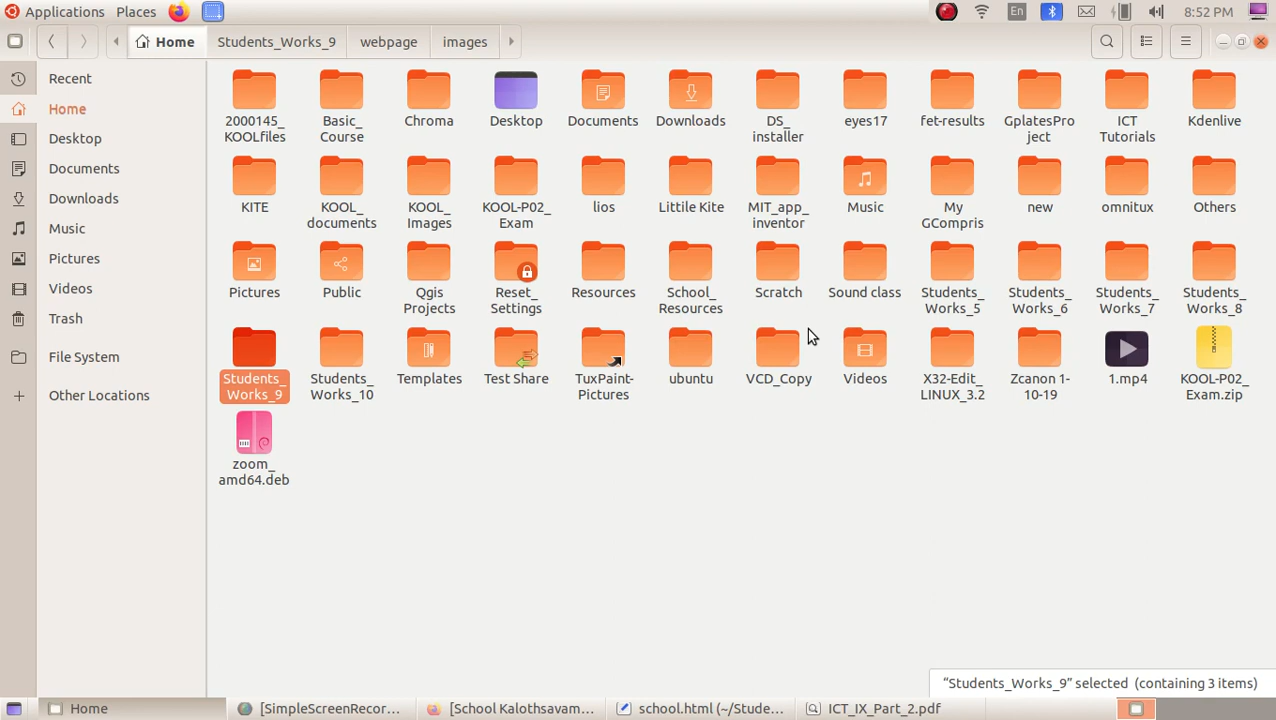 Applications Places En 8:52 PM
Home Students_Works_9 webpage images
Recent
Home
Desktop
Documents
Downloads
Music
Pictures
Videos
Trash
File System
Other Locations
2000145_
KOOLfiles
Basic_
Course
Chroma
Desktop
Documents
Downloads
DS_
installer
eyes17
fet-results
GplatesPro
ject
ICT
Tutorials
Kdenlive
KITE
KOOL_
documents
KOOL_
Images
KOOL-P02_
Exam
lios
Littile Kite
MIT_app_
inventor
Music
My
GCompris
new
omnitux
Others
Pictures
Public
Qgis
Projects
Reset_
Settings
Resources
School_
Resources
Scratch
Sound class
Students_
Works_5
Students_
Works_6
Students_
Works_7
Students_
Works_8
Students_
Works_9
Students_
Works_10
Templates
Test Share
TuxPaint-
Pictures
ubuntu
VCD_Copy
Videos
X32-Edit_
LINUX_3.2
Zcanon 1-
10-19
1.mp4
KOOL-P02_
Exam.zip
zoom_
amd64.deb
“Students_Works_9” selected (containing 3 items)
Home [SimpleScreenRecor... [School Kalothsavam... school.html (~/Stude... ICT_IX_Part_2.pdf